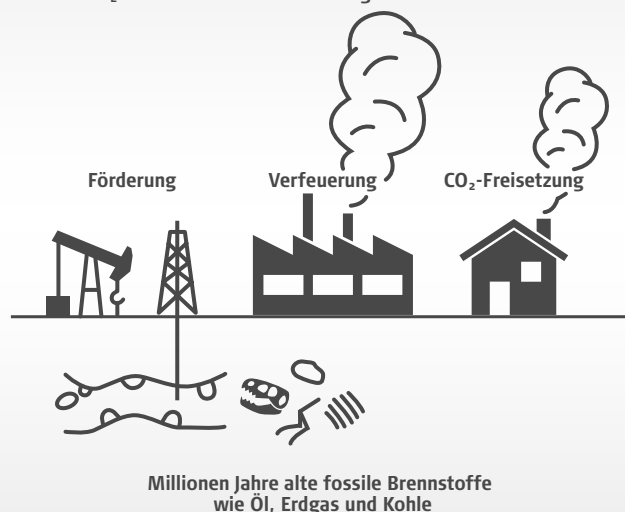 Förderung
Verfeuerung
CO₂-Freisetzung
Millionen Jahre alte fossile Brennstoffe
wie Öl, Erdgas und Kohle